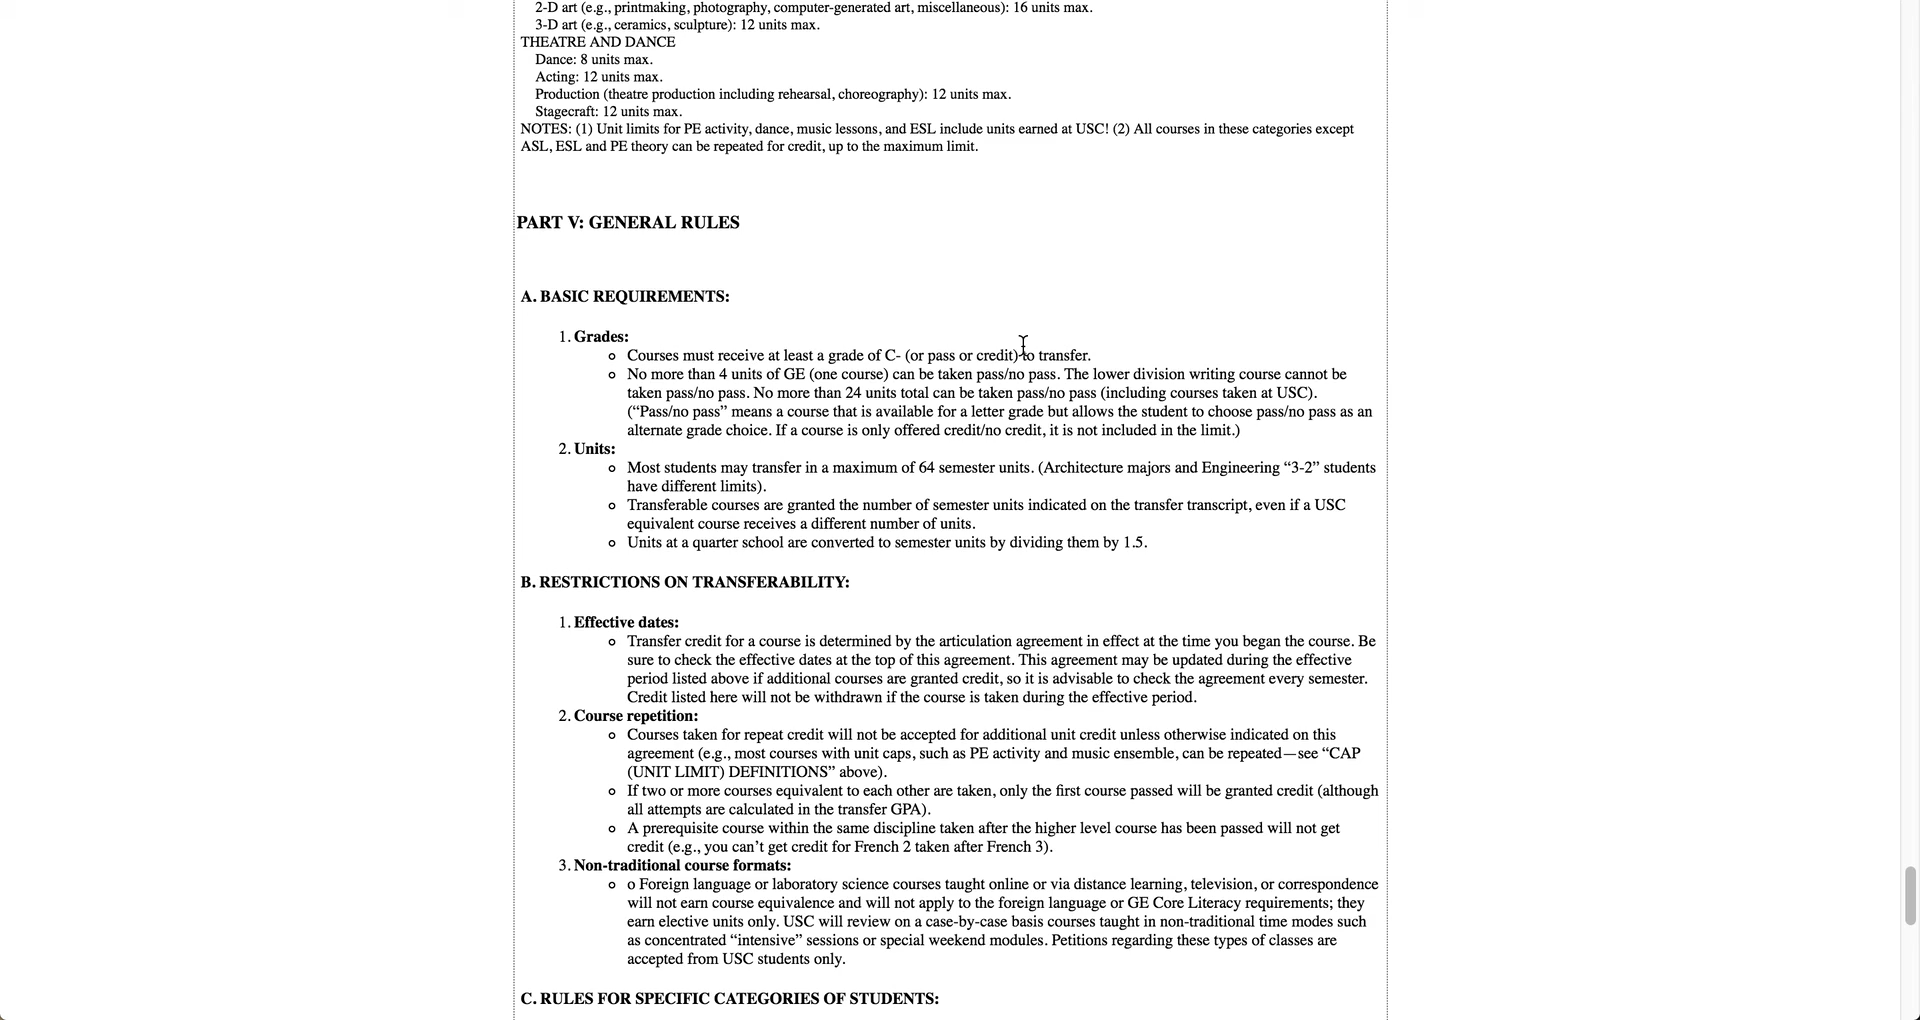 2-D art (e.g., printmaking, photography, computer-generated art, miscellaneous): 16 units max.
3-D art (e.g., ceramics, sculpture): 12 units max.
THEATRE AND DANCE
Dance: 8 units max.
Acting: 12 units max.
Production (theatre production including rehearsal, choreography): 12 units max.
Stagecraft: 12 units max.
NOTES: (1) Unit limits for PE activity, dance, music lessons, and ESL include units earned at USC! (2) All courses in these categories except
ASL, ESL and PE theory can be repeated for credit, up to the maximum limit.
PART V: GENERAL RULES
A. BASIC REQUIREMENTS:
1. Grades:
Courses must receive at least a grade of C- (or pass or credit) to transfer.
No more than 4 units of GE (one course) can be taken pass/no pass. The lower division writing course cannot be
taken pass/no pass. No more than 24 units total can be taken pass/no pass (including courses taken at USC).
(“Pass/no pass” means a course that is available for a letter grade but allows the student to choose pass/no pass as an
alternate grade choice. If a course is only offered credit/no credit, it is not included in the limit.)
2. Units:
Most students may transfer in a maximum of 64 semester units. (Architecture majors and Engineering “3-2” students
have different limits).
Transferable courses are granted the number of semester units indicated on the transfer transcript, even if a USC
equivalent course receives a different number of units.
Units at a quarter school are converted to semester units by dividing them by 1.5.
B. RESTRICTIONS ON TRANSFERABILITY:
1. Effective dates:
Transfer credit for a course is determined by the articulation agreement in effect at the time you began the course. Be
sure to check the effective dates at the top of this agreement. This agreement may be updated during the effective
period listed above if additional courses are granted credit, so it is advisable to check the agreement every semester.
Credit listed here will not be withdrawn if the course is taken during the effective period.
2. Course repetition:
Courses taken for repeat credit will not be accepted for additional unit credit unless otherwise indicated on this
agreement (e.g., most courses with unit caps, such as PE activity and music ensemble, can be repeated—see “CAP
(UNIT LIMIT) DEFINITIONS” above).
If two or more courses equivalent to each other are taken, only the first course passed will be granted credit (although
all attempts are calculated in the transfer GPA).
A prerequisite course within the same discipline taken after the higher level course has been passed will not get
credit (e.g., you can’t get credit for French 2 taken after French 3).
3. Non-traditional course formats:
o Foreign language or laboratory science courses taught online or via distance learning, television, or correspondence
will not earn course equivalence and will not apply to the foreign language or GE Core Literacy requirements; they
earn elective units only. USC will review on a case-by-case basis courses taught in non-traditional time modes such
as concentrated “intensive” sessions or special weekend modules. Petitions regarding these types of classes are
accepted from USC students only.
C. RULES FOR SPECIFIC CATEGORIES OF STUDENTS: